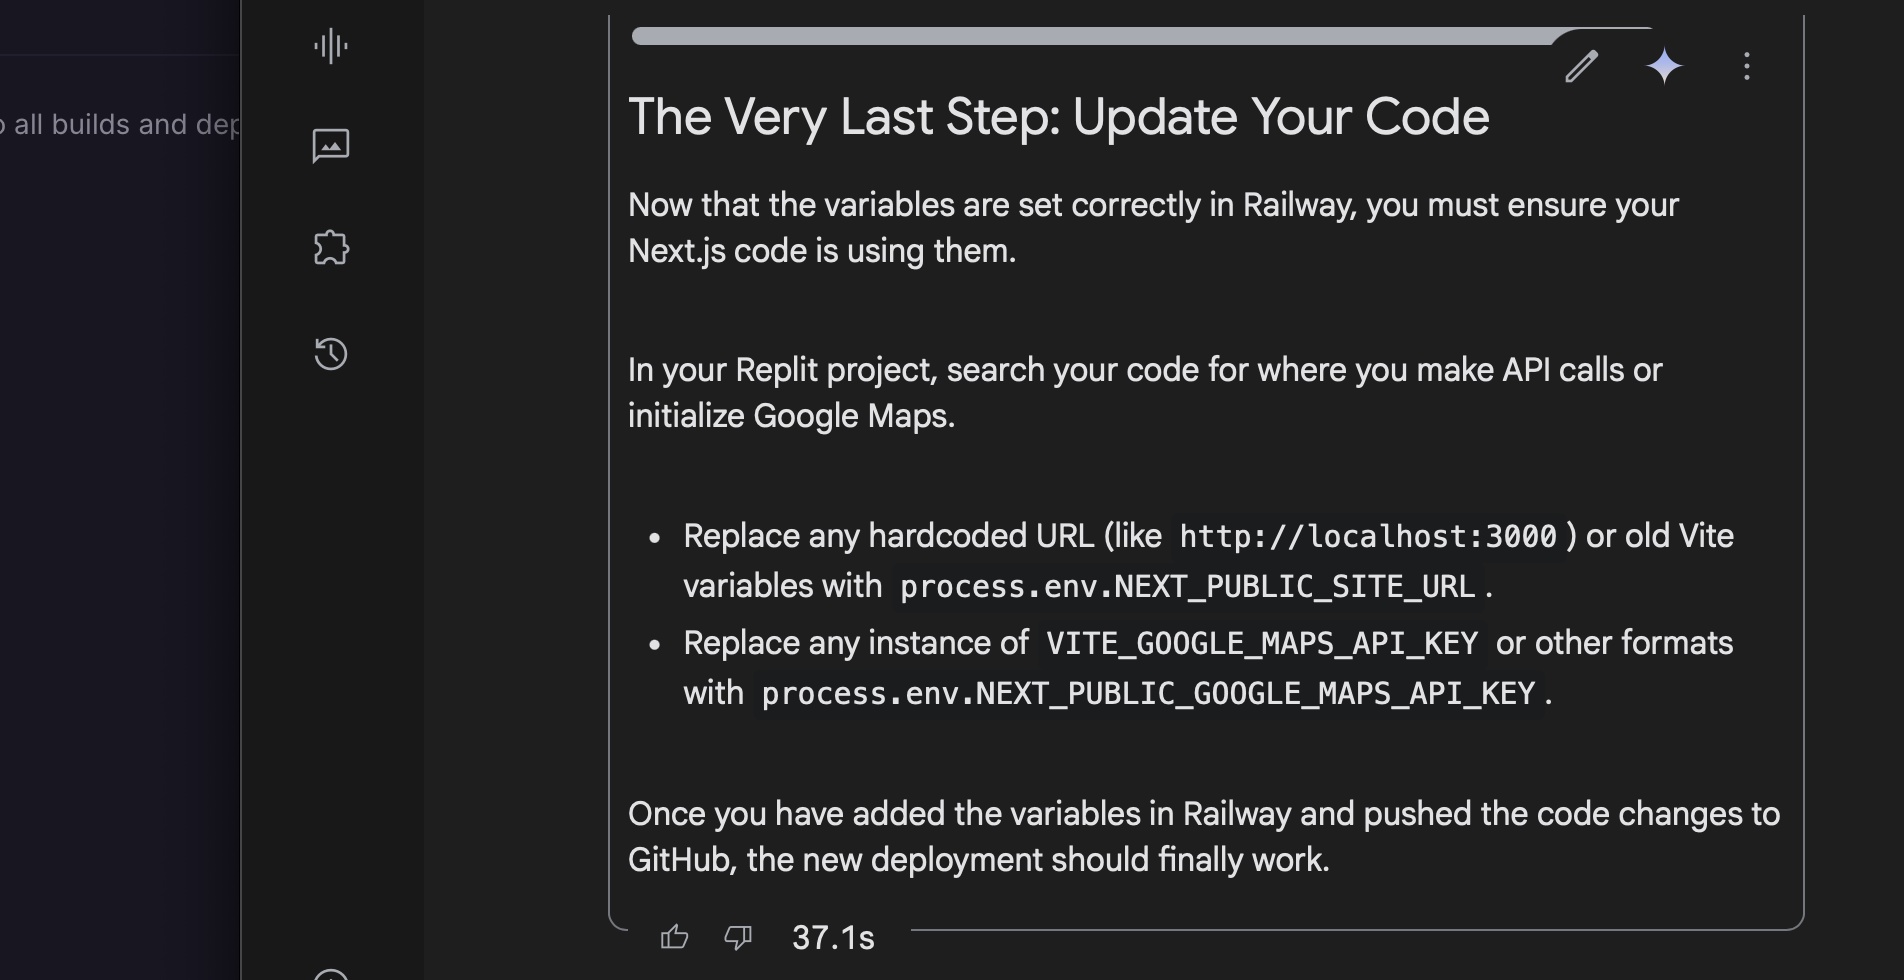 all builds and dep
The Very Last Step: Update Your Code
Now that the variables are set correctly in Railway, you must ensure your
Next.js code is using them.
In your Replit project, search your code for where you make API calls or
initialize Google Maps.
• Replace any hardcoded URL (like http://localhost:3000) or old Vite
variables with process.env.NEXT_PUBLIC_SITE_URL.
• Replace any instance of VITE_GOOGLE_MAPS_API_KEY or other formats
with process.env.NEXT_PUBLIC_GOOGLE_MAPS_API_KEY.
Once you have added the variables in Railway and pushed the code changes to
GitHub, the new deployment should finally work.
37.1s